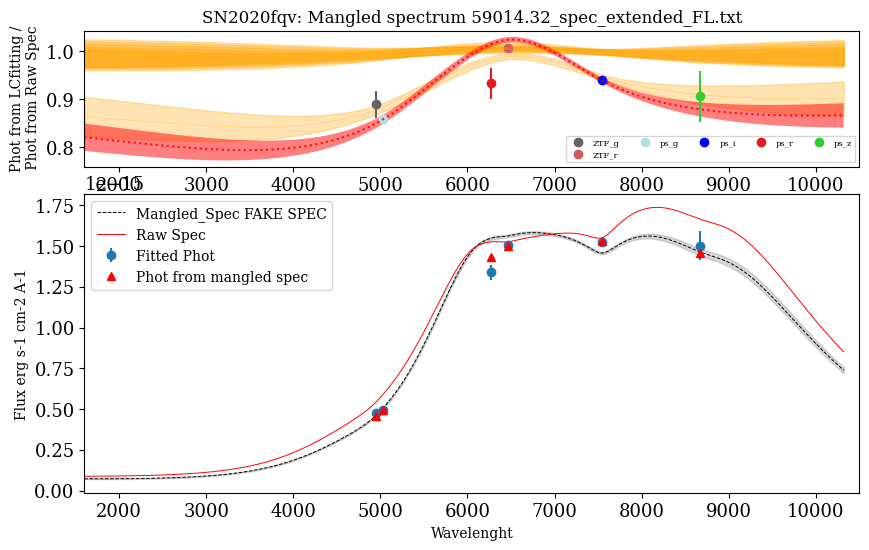 SN2020fqv: Mangled spectrum 59014.32_spec_extended_FL.txt
Phot from LCfitting /
Phot from Raw Spec
1.0
0.9
0.8
ZTF_g ps_g ps_i ps_r ps_z
ZTF_r
2000 3000 4000 5000 6000 7000 8000 9000 10000
Flux erg s-1 cm-2 A-1
1.75
1.50
1.25
1.00
0.75
0.50
0.25
0.00
Mangled_Spec FAKE SPEC
Raw Spec
Fitted Phot
Phot from mangled spec
2000 3000 4000 5000 6000 7000 8000 9000 10000
Wavelenght